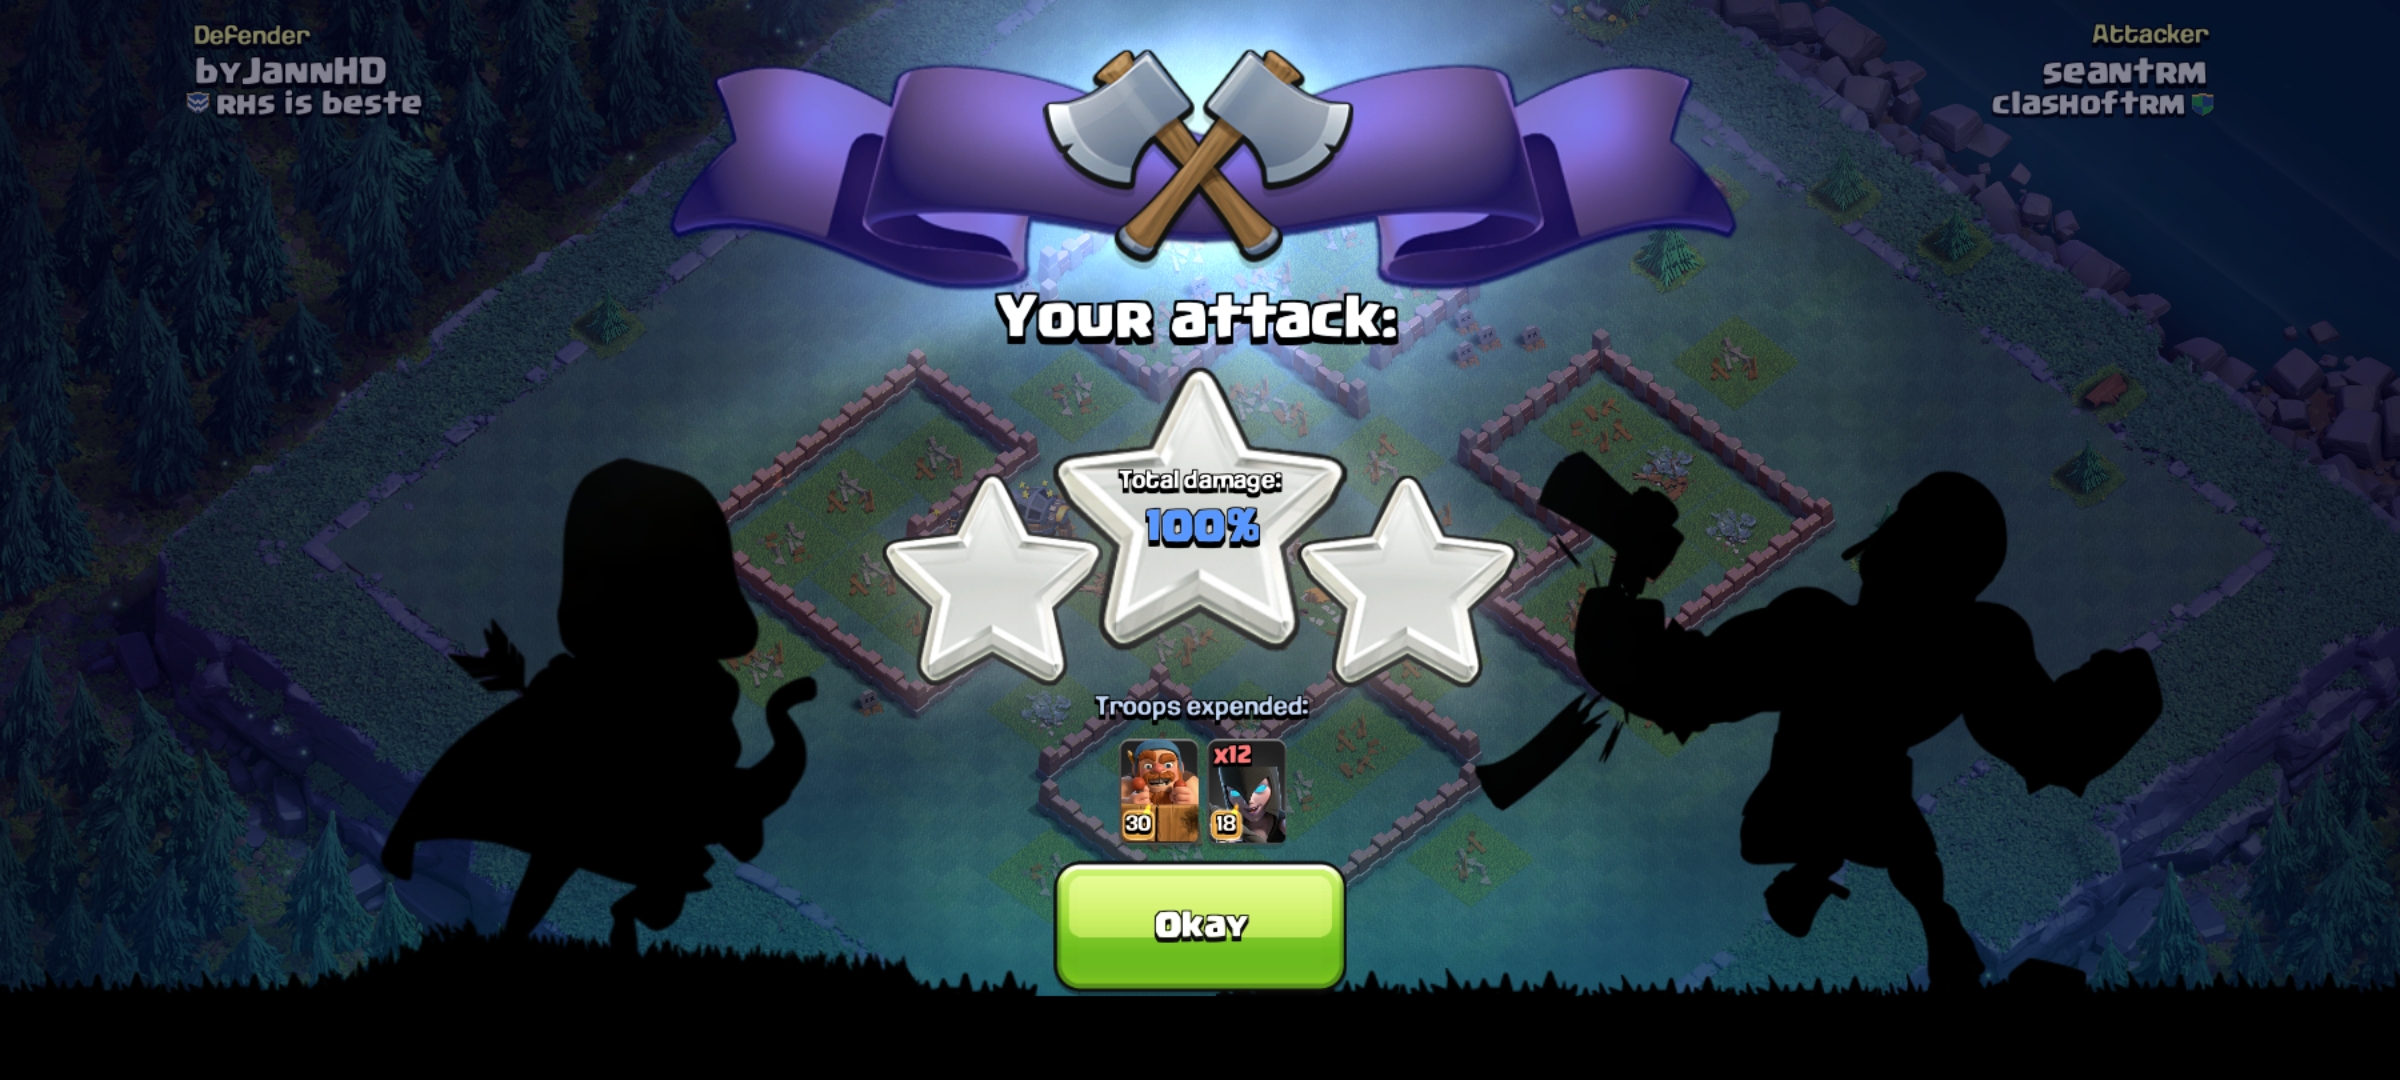 Defender
byJannHD
RHS is beste
Attacker
seantRM
clashoftRM
Your attack:
Total damage:
100%
Troops expended:
30
x12
18
Okay